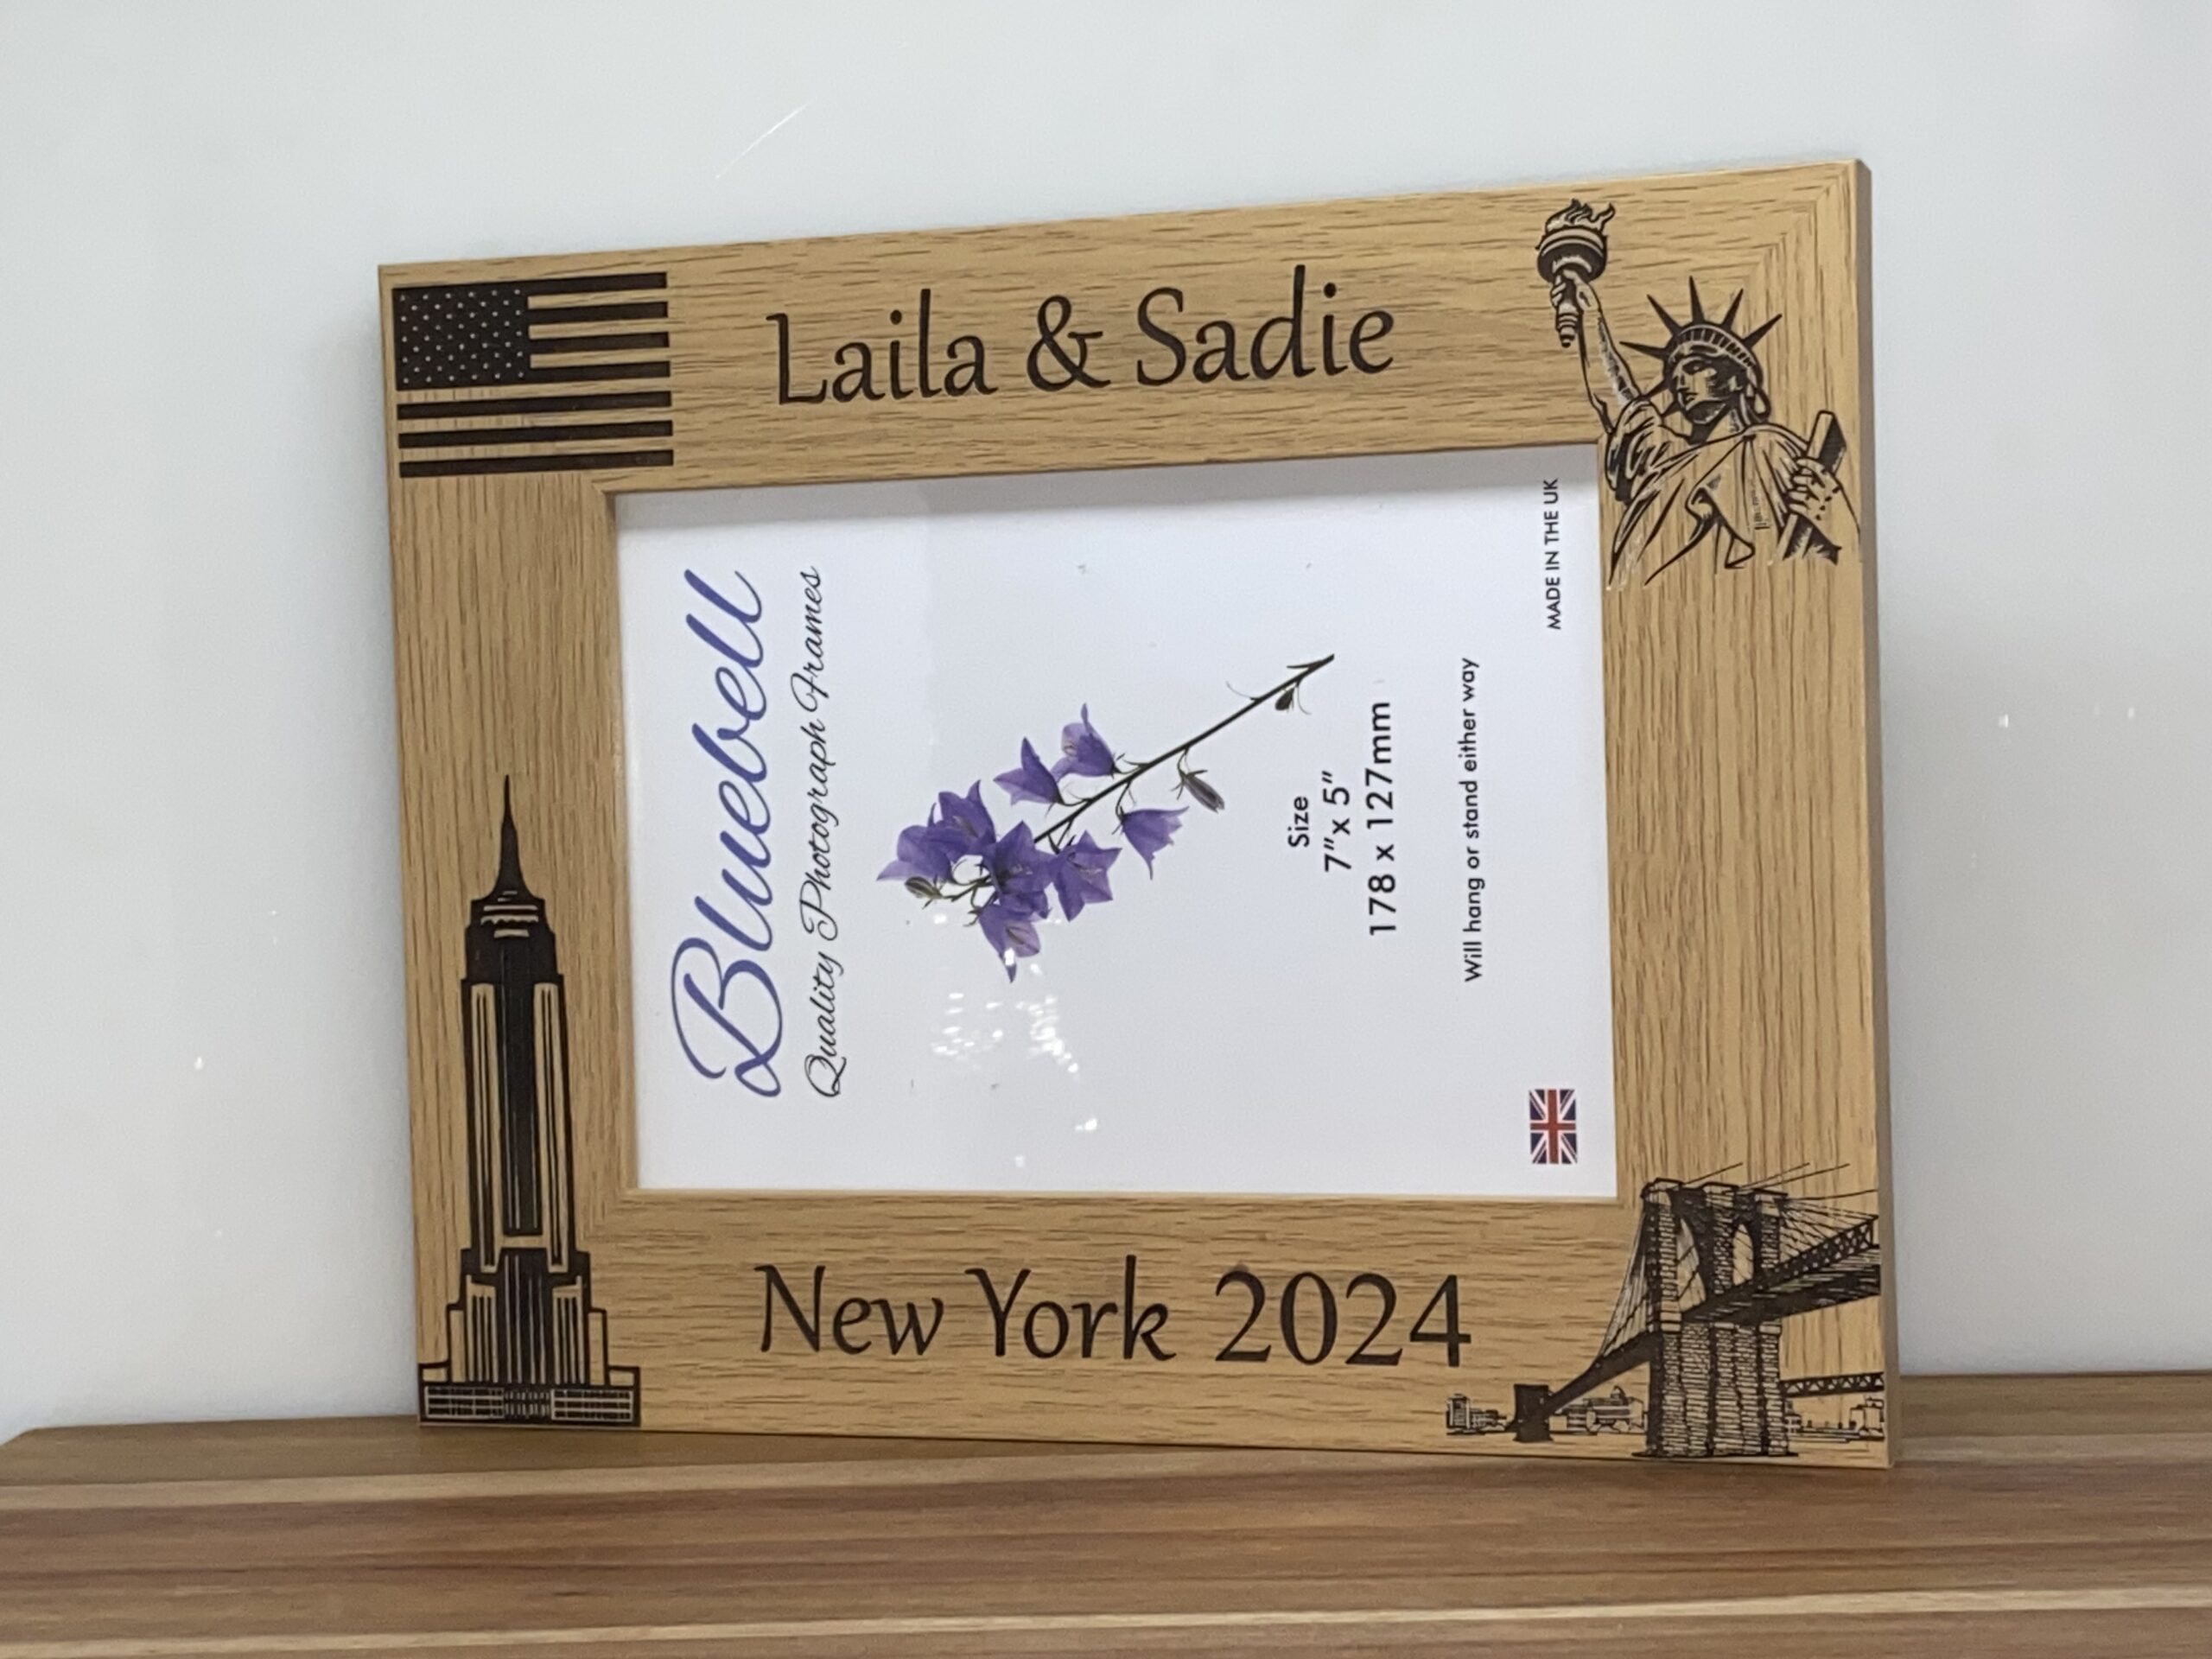 Laila & Sadie
Bluebell
Quality Photograph Frames
Size
7"x 5"
178 x 127mm
Will hang or stand either way
MADE IN THE UK
New York 2024